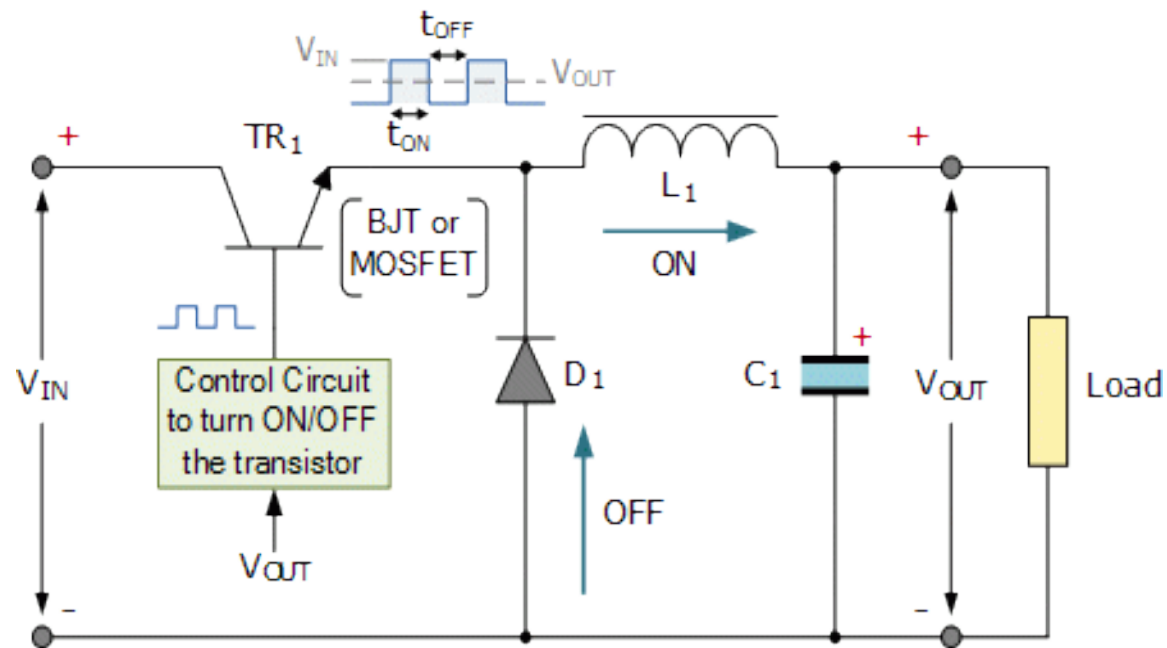 tOFF
VIN
VOUT
tON
+
TR1
+
L1
BJT or
MOSFET
ON
VIN
Control Circuit
to turn ON/OFF
the transistor
D1
C1
+
VOUT
Load
OFF
VOUT
-
-